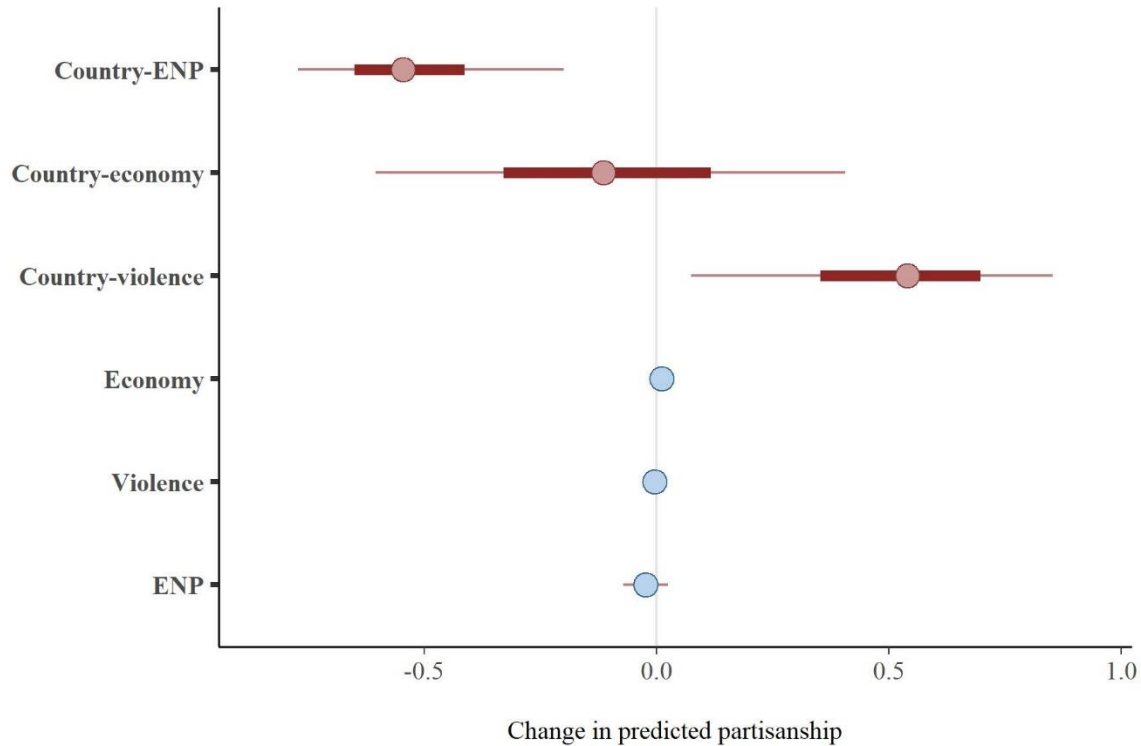 Country-ENP
Country-economy
Country-violence
Economy
Violence
ENP
-0.5 0.0 0.5 1.0
Change in predicted partisanship